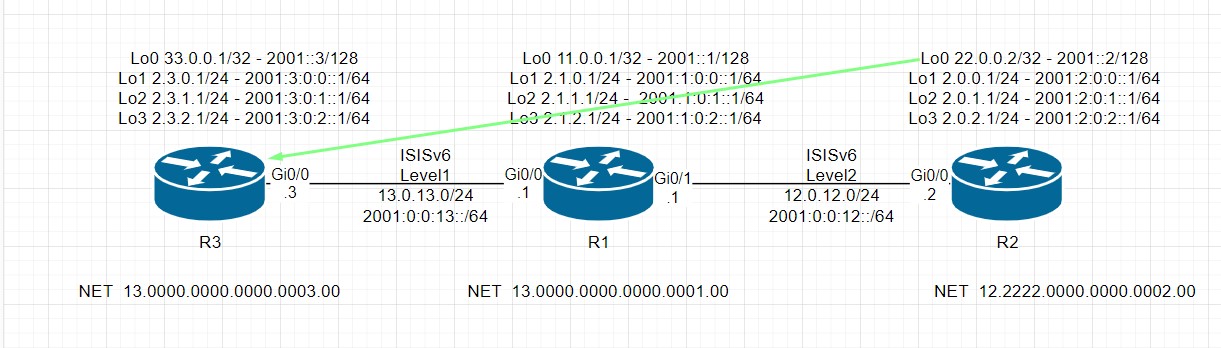 Lo0 33.0.0.1/32 - 2001::3/128
Lo1 2.3.0.1/24 - 2001:3:0:0::1/64
Lo2 2.3.1.1/24 - 2001:3:0:1::1/64
Lo3 2.3.2.1/24 - 2001:3:0:2::1/64
Lo0 11.0.0.1/32 - 2001::1/128
Lo1 2.1.0.1/24 - 2001:1:0:0::1/64
Lo2 2.1.1.1/24 - 2001:1:0:1::1/64
Lo3 2.1.2.1/24 - 2001:1:0:2::1/64
Lo0 22.0.0.2/32 - 2001::2/128
Lo1 2.0.0.1/24 - 2001:2:0:0::1/64
Lo2 2.0.1.1/24 - 2001:2:0:1::1/64
Lo3 2.0.2.1/24 - 2001:2:0:2::1/64
Gi0/0
.3
ISISv6
Level1
13.0.13.0/24
2001:0:0:13::/64
Gi0/0
.1
Gi0/1
.1
ISISv6
Level2
12.0.12.0/24
2001:0:0:12::/64
Gi0/0
.2
R3
R1
R2
NET 13.0000.0000.0000.0003.00
NET 13.0000.0000.0000.0001.00
NET 12.2222.0000.0000.0002.00